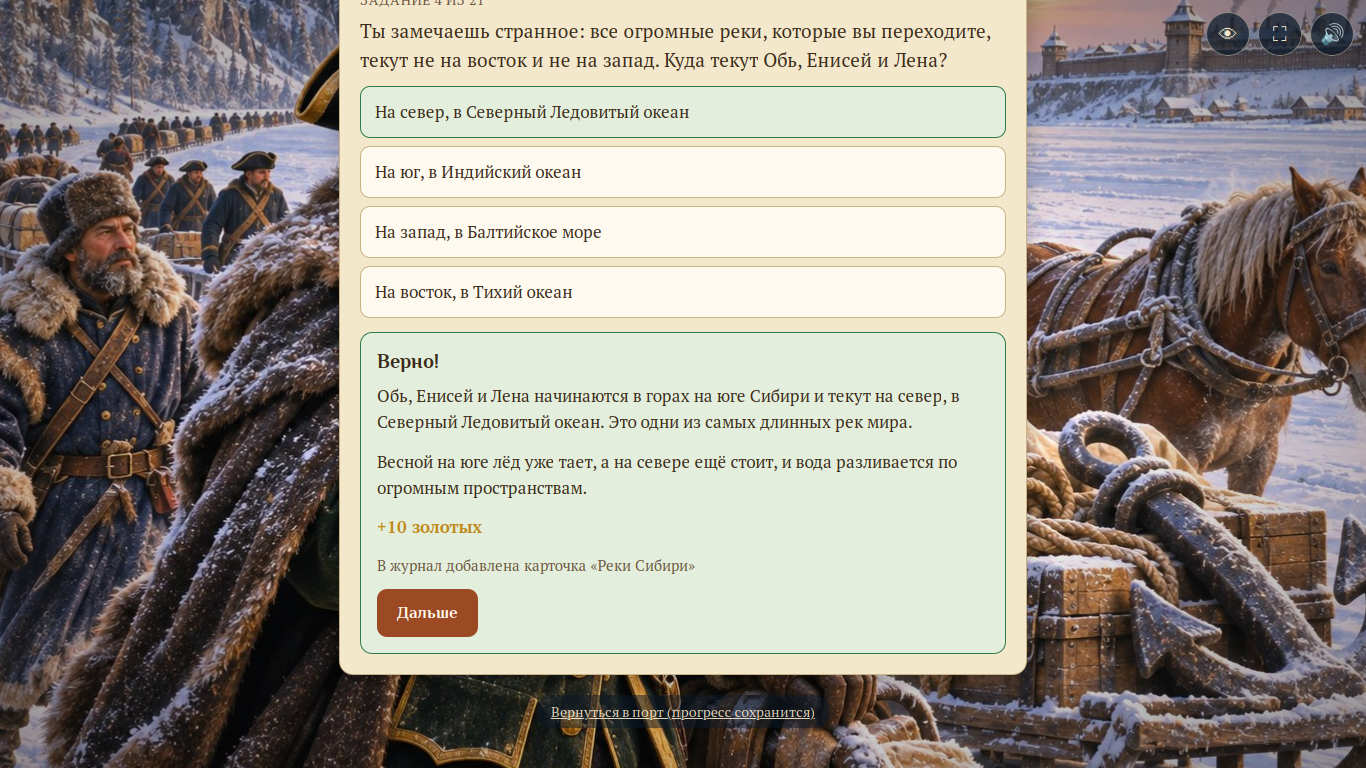 ЗАДАНИЕ 4 ИЗ 21
Ты замечаешь странное: все огромные реки, которые вы переходите,
текут не на восток и не на запад. Куда текут Обь, Енисей и Лена?
На север, в Северный Ледовитый океан
На юг, в Индийский океан
На запад, в Балтийское море
На восток, в Тихий океан
Верно!
Обь, Енисей и Лена начинаются в горах на юге Сибири и текут на север, в
Северный Ледовитый океан. Это одни из самых длинных рек мира.
Весной на юге лёд уже тает, а на севере ещё стоит, и вода разливается по
огромным пространствам.
+10 золотых
В журнал добавлена карточка «Реки Сибири»
Дальше
Вернуться в порт (прогресс сохранится)